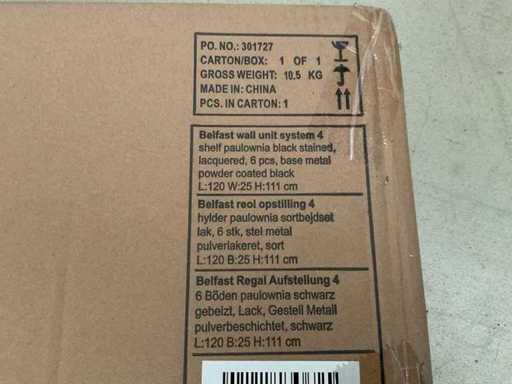 PO. NO.: 301727
CARTON/BOX: 1 OF 1
GROSS WEIGHT: 10.5 KG
MADE IN: CHINA
PCS. IN CARTON: 1
Belfast wall unit system 4
shelf paulownia black stained,
lacquered, 6 pcs, base metal
powder coated black
L:120 W:25 H:111 cm
Belfast reol opstilling 4
hylder paulownia sortbejdset
lak, 6 stk, stel metal
pulverlakeret, sort
L:120 B:25 H:111 cm
Belfast Regal Aufstellung 4
6 Böden paulownia schwarz
gebeizt, Lack, Gestell Metall
pulverbeschichtet, schwarz
L:120 B:25 H:111 cm